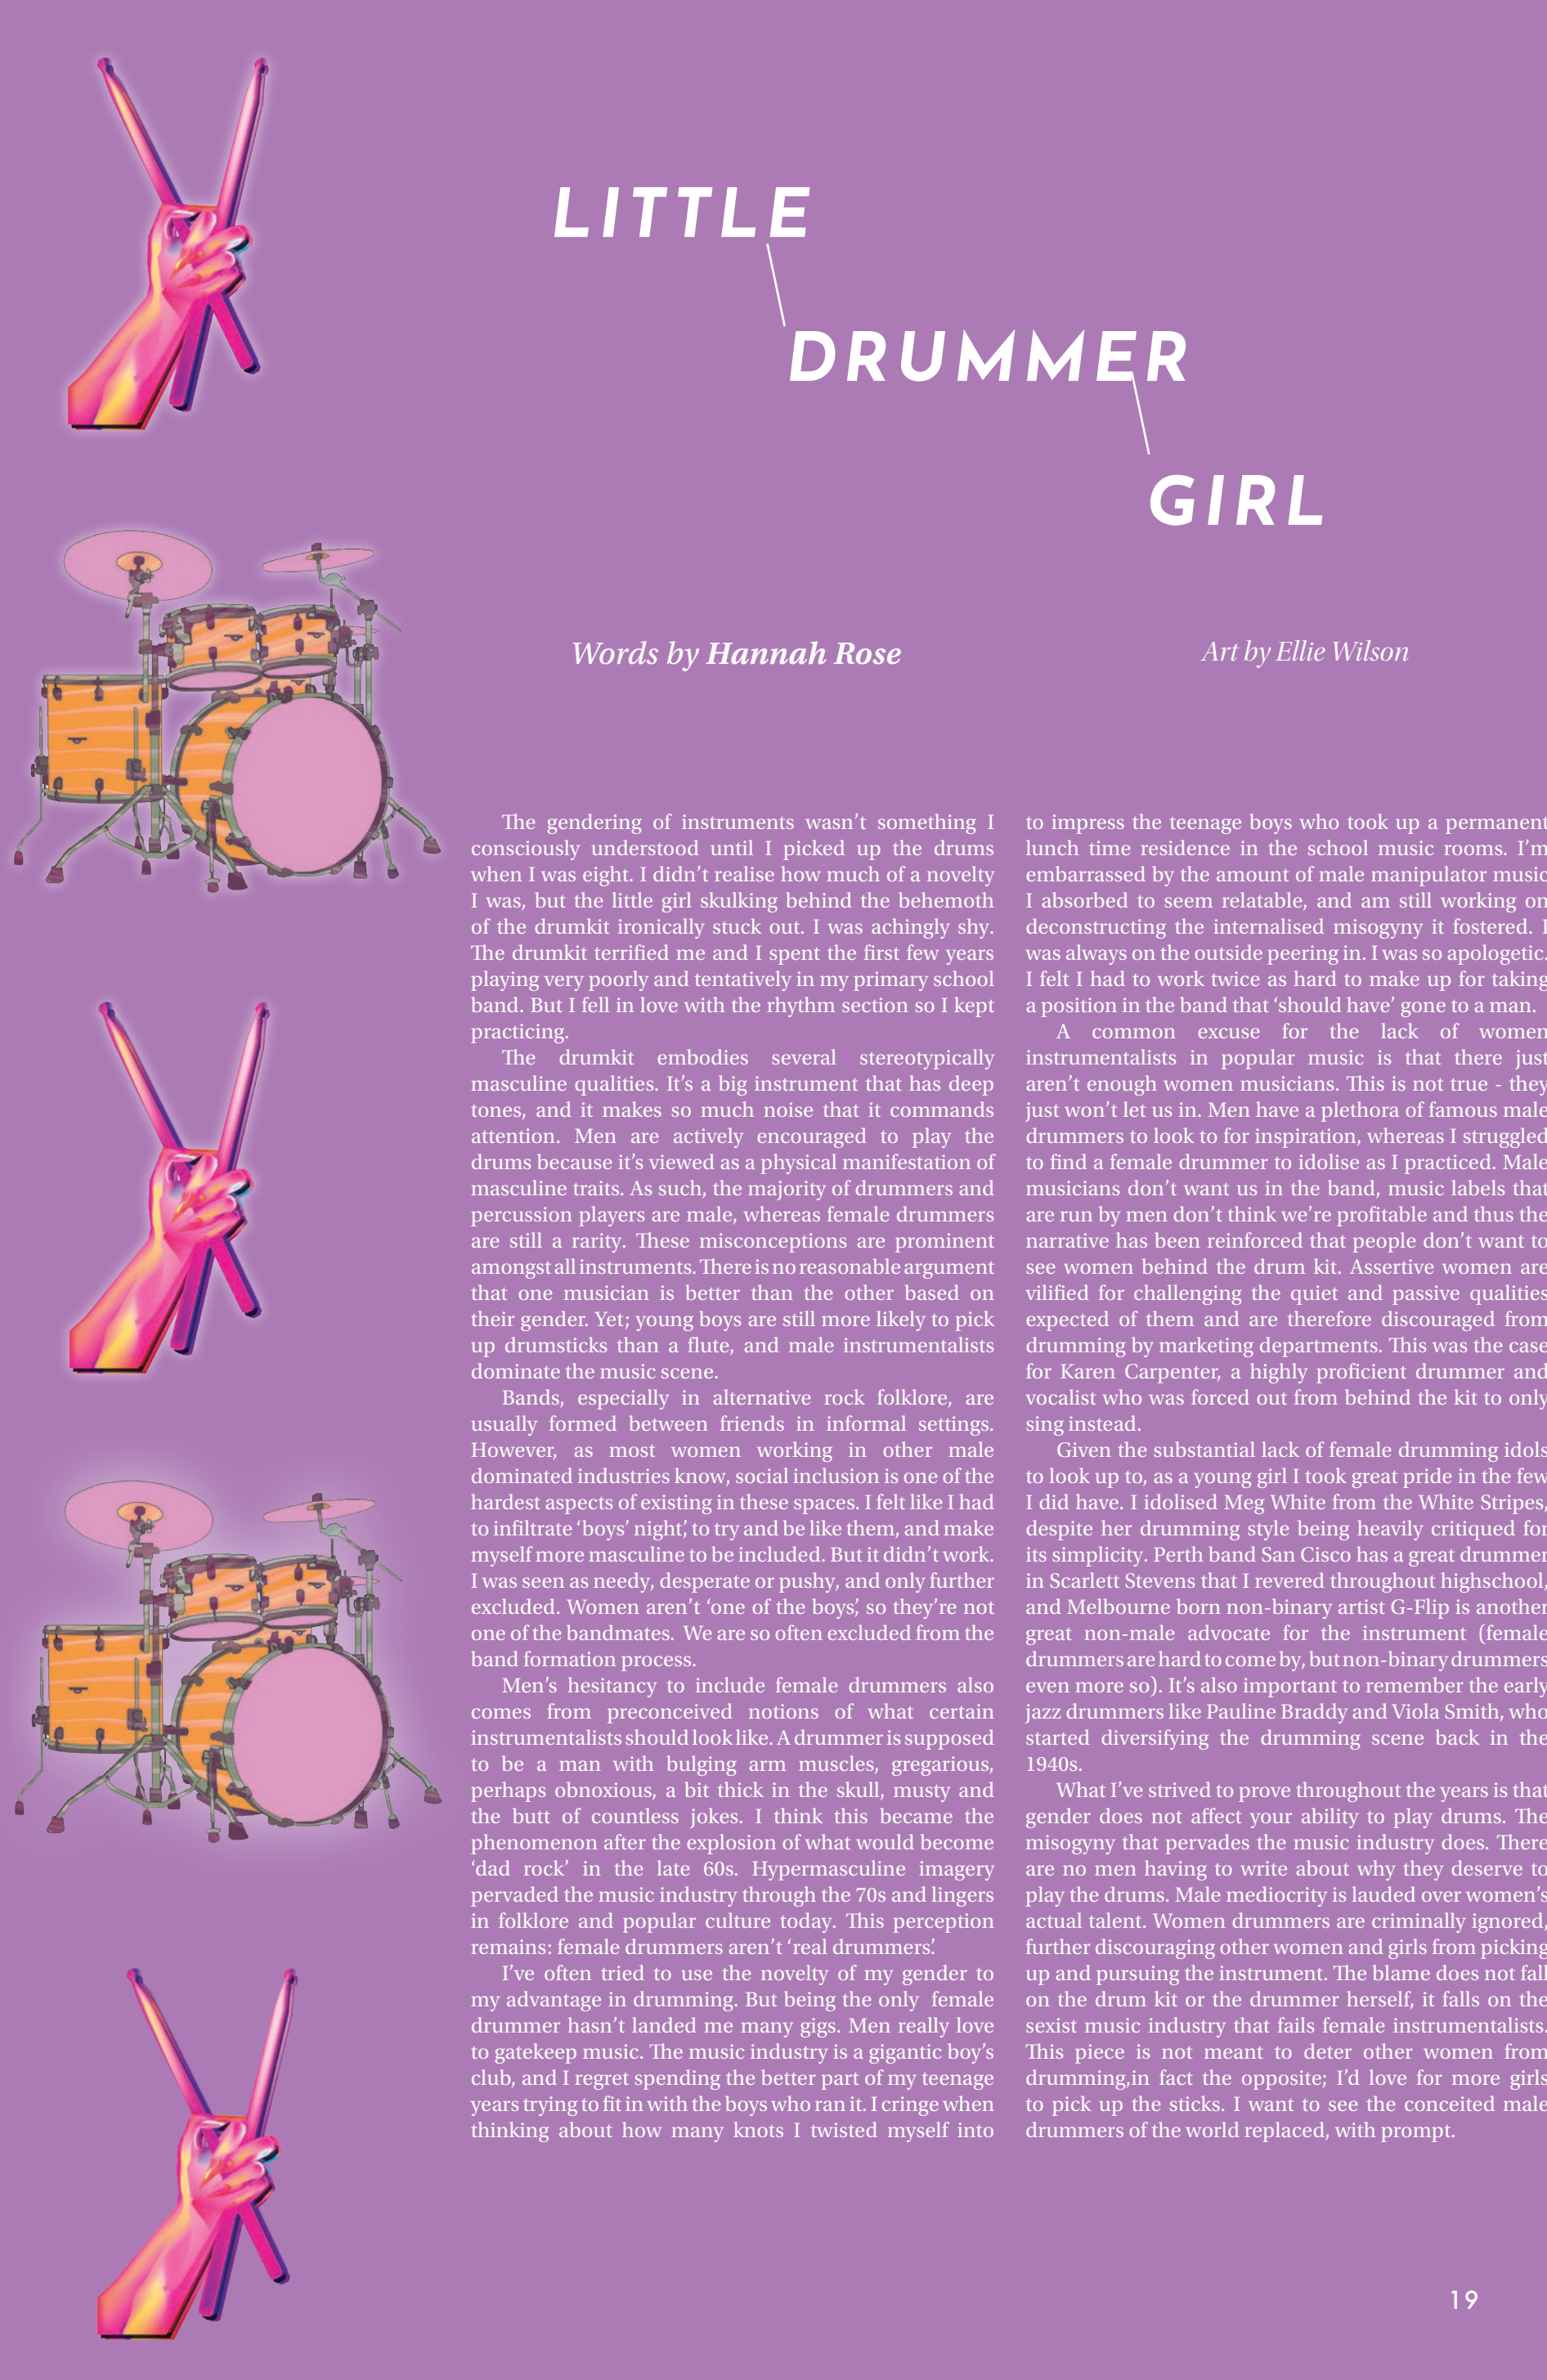 LITTLE
DRUMMER
GIRL
Words by Hannah Rose
Art by Ellie Wilson
The gendering of instruments wasn't something I
consciously understood until I picked up the drums
when I was eight. I didn't realise how much of a novelty
I was, but the little girl skulking behind the behemoth
of the drumkit ironically stuck out. I was achingly shy.
The drumkit terrified me and I spent the first few years
playing very poorly and tentatively in my primary school
band. But I fell in love with the rhythm section so I kept
practicing.
The drumkit embodies several stereotypically
masculine qualities. It's a big instrument that has deep
tones, and it makes so much noise that it commands
attention. Men are actively encouraged to play the
drums because it's viewed as a physical manifestation of
masculine traits. As such, the majority of drummers and
percussion players are male, whereas female drummers
are still a rarity. These misconceptions are prominent
amongst all instruments. There is no reasonable argument
that one musician is better than the other based on
their gender. Yet; young boys are still more likely to pick
up drumsticks than a flute, and male instrumentalists
dominate the music scene.
Bands, especially in alternative rock folklore, are
usually formed between friends in informal settings.
However, as most women working in other male
dominated industries know, social inclusion is one of the
hardest aspects of existing in these spaces. I felt like I had
to infiltrate 'boys' night', to try and be like them, and make
myself more masculine to be included. But it didn't work.
I was seen as needy, desperate or pushy, and only further
excluded. Women aren't 'one of the boys', so they're not
one of the bandmates. We are so often excluded from the
band formation process.
Men's hesitancy to include female drummers also
comes from preconceived notions of what certain
instrumentalists should look like. A drummer is supposed
to be a man with bulging arm muscles, gregarious,
perhaps obnoxious, a bit thick in the skull, musty and
the butt of countless jokes. I think this became the
phenomenon after the explosion of what would become
'dad rock' in the late 60s. Hypermasculine imagery
pervaded the music industry through the 70s and lingers
in folklore and popular culture today. This perception
remains: female drummers aren't 'real drummers'.
I've often tried to use the novelty of my gender to
my advantage in drumming. But being the only female
drummer hasn't landed me many gigs. Men really love
to gatekeep music. The music industry is a gigantic boy's
club, and I regret spending the better part of my teenage
years trying to fit in with the boys who ran it. I cringe when
thinking about how many knots I twisted myself into
to impress the teenage boys who took up a permanent
lunch time residence in the school music rooms. I'm
embarrassed by the amount of male manipulator music
I absorbed to seem relatable, and am still working on
deconstructing the internalised misogyny it fostered. I
was always on the outside peering in. I was so apologetic.
I felt I had to work twice as hard to make up for taking
a position in the band that 'should have' gone to a man.
A common excuse for the lack of women
instrumentalists in popular music is that there just
aren't enough women musicians. This is not true - they
just won't let us in. Men have a plethora of famous male
drummers to look to for inspiration, whereas I struggled
to find a female drummer to idolise as I practiced. Male
musicians don't want us in the band, music labels that
are run by men don't think we're profitable and thus the
narrative has been reinforced that people don't want to
see women behind the drum kit. Assertive women are
vilified for challenging the quiet and passive qualities
expected of them and are therefore discouraged from
drumming by marketing departments. This was the case
for Karen Carpenter, a highly proficient drummer and
vocalist who was forced out from behind the kit to only
sing instead.
Given the substantial lack of female drumming idols
to look up to, as a young girl I took great pride in the few
I did have. I idolised Meg White from the White Stripes,
despite her drumming style being heavily critiqued for
its simplicity. Perth band San Cisco has a great drummer
in Scarlett Stevens that I revered throughout highschool,
and Melbourne born non-binary artist G-Flip is another
great non-male advocate for the instrument (female
drummers are hard to come by, but non-binary drummers
even more so). It's also important to remember the early
jazz drummers like Pauline Braddy and Viola Smith, who
started diversifying the drumming scene back in the
1940s.
What I've strived to prove throughout the years is that
gender does not affect your ability to play drums. The
misogyny that pervades the music industry does. There
are no men having to write about why they deserve to
play the drums. Male mediocrity is lauded over women's
actual talent. Women drummers are criminally ignored,
further discouraging other women and girls from picking
up and pursuing the instrument. The blame does not fall
on the drum kit or the drummer herself, it falls on the
sexist music industry that fails female instrumentalists.
This piece is not meant to deter other women from
drumming,in fact the opposite; I'd love for more girls
to pick up the sticks. I want to see the conceited male
drummers of the world replaced, with prompt.
19